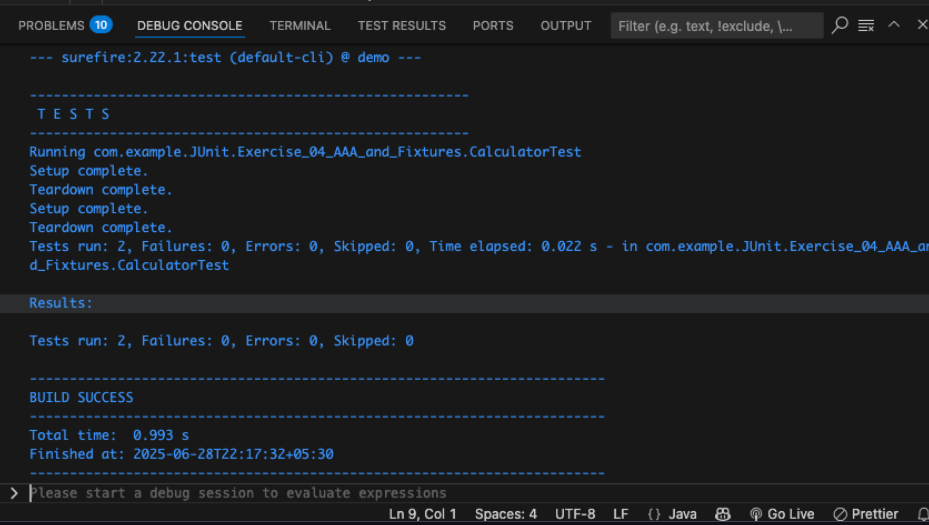 PROBLEMS 10 DEBUG CONSOLE TERMINAL TEST RESULTS PORTS OUTPUT Filter (e.g. text, !exclude, \...
--- surefire:2.22.1:test (default-cli) @ demo ---
-------------------------------------------------------
T E S T S
-------------------------------------------------------
Running com.example.JUnit.Exercise_04_AAA_and_Fixtures.CalculatorTest
Setup complete.
Teardown complete.
Setup complete.
Teardown complete.
Tests run: 2, Failures: 0, Errors: 0, Skipped: 0, Time elapsed: 0.022 s - in com.example.JUnit.Exercise_04_AAA_an
d_Fixtures.CalculatorTest
Results:
Tests run: 2, Failures: 0, Errors: 0, Skipped: 0
------------------------------------------------------------------------
BUILD SUCCESS
------------------------------------------------------------------------
Total time:  0.993 s
Finished at: 2025-06-28T22:17:32+05:30
------------------------------------------------------------------------
Please start a debug session to evaluate expressions
Ln 9, Col 1 Spaces: 4 UTF-8 LF {} Java Go Live Prettier